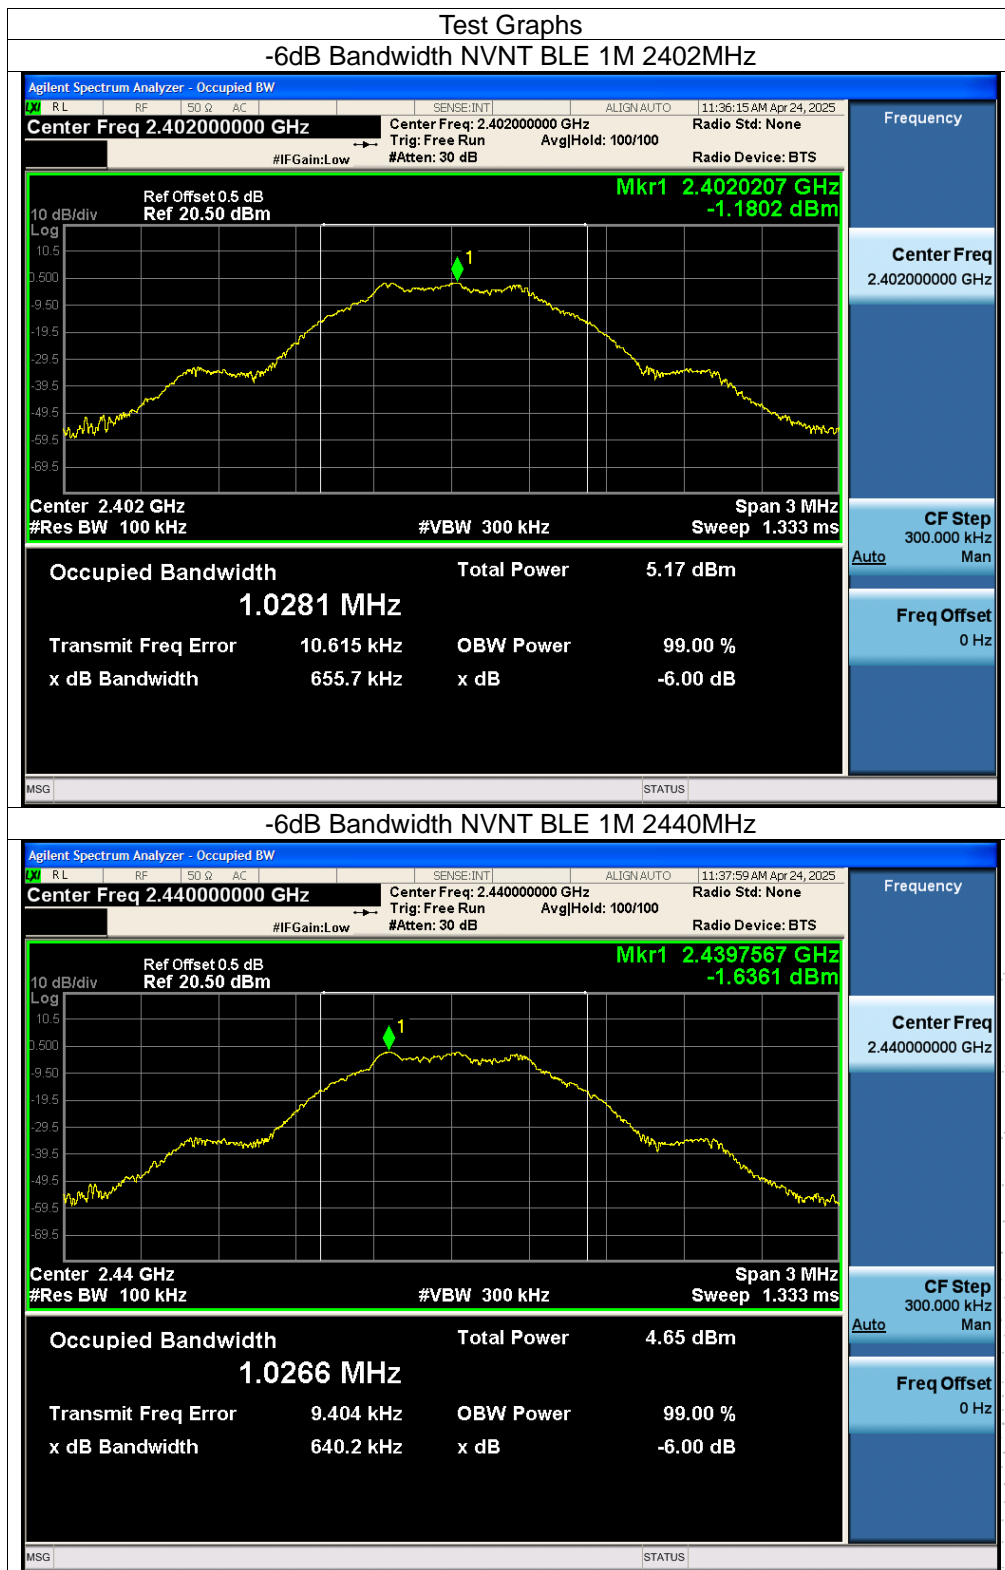 Test Graphs
-6dB Bandwidth NVNT BLE 1M 2402MHz
Agilent Spectrum Analyzer - Occupied BW
LXI RL RF 50 Ω AC SENSE:INT ALIGN AUTO 11:36:15 AM Apr 24, 2025
Center Freq 2.402000000 GHz
Center Freq: 2.402000000 GHz
Radio Std: None
Trig: Free Run Avg|Hold: 100/100
#IFGain:Low #Atten: 30 dB Radio Device: BTS
Frequency
Mkr1 2.4020207 GHz
-1.1802 dBm
Ref Offset 0.5 dB
10 dB/div Ref 20.50 dBm
Log
10.5
0.500
-9.50
-19.5
-29.5
-39.5
-49.5
-59.5
-69.5
1
Center Freq
2.402000000 GHz
Center 2.402 GHz Span 3 MHz
#Res BW 100 kHz #VBW 300 kHz Sweep 1.333 ms
CF Step
300.000 kHz
Auto Man
Occupied Bandwidth Total Power 5.17 dBm
1.0281 MHz
Transmit Freq Error 10.615 kHz OBW Power 99.00 %
x dB Bandwidth 655.7 kHz x dB -6.00 dB
Freq Offset
0 Hz
MSG STATUS
-6dB Bandwidth NVNT BLE 1M 2440MHz
Agilent Spectrum Analyzer - Occupied BW
LXI RL RF 50 Ω AC SENSE:INT ALIGN AUTO 11:37:59 AM Apr 24, 2025
Center Freq 2.440000000 GHz
Center Freq: 2.440000000 GHz
Radio Std: None
Trig: Free Run Avg|Hold: 100/100
#IFGain:Low #Atten: 30 dB Radio Device: BTS
Frequency
Mkr1 2.4397567 GHz
-1.6361 dBm
Ref Offset 0.5 dB
10 dB/div Ref 20.50 dBm
Log
10.5
0.500
-9.50
-19.5
-29.5
-39.5
-49.5
-59.5
-69.5
1
Center Freq
2.440000000 GHz
Center 2.44 GHz Span 3 MHz
#Res BW 100 kHz #VBW 300 kHz Sweep 1.333 ms
CF Step
300.000 kHz
Auto Man
Occupied Bandwidth Total Power 4.65 dBm
1.0266 MHz
Transmit Freq Error 9.404 kHz OBW Power 99.00 %
x dB Bandwidth 640.2 kHz x dB -6.00 dB
Freq Offset
0 Hz
MSG STATUS